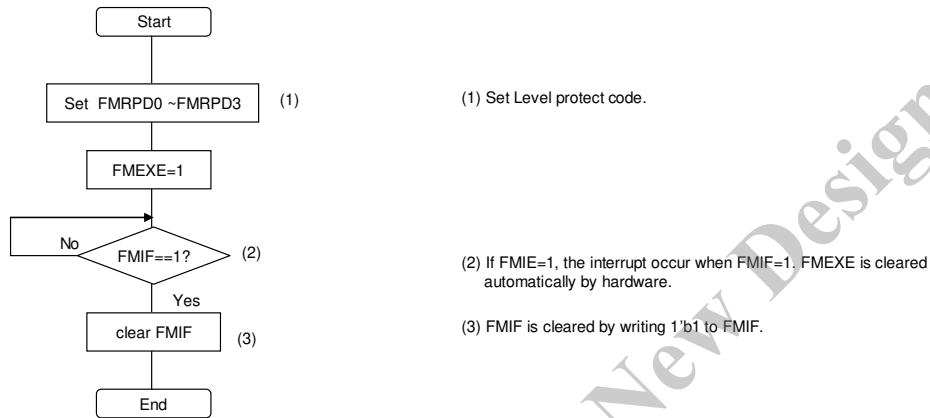 Start
Set FMRPD0 ~FMRPD3
(1)
(1) Set Level protect code.
FMEXE=1
No
FMIF==1?
(2)
(2) If FMIE=1, the interrupt occur when FMIF=1. FMEXE is cleared
automatically by hardware.
Yes
clear FMIF
(3)
(3) FMIF is cleared by writing 1'b1 to FMIF.
End
New Design